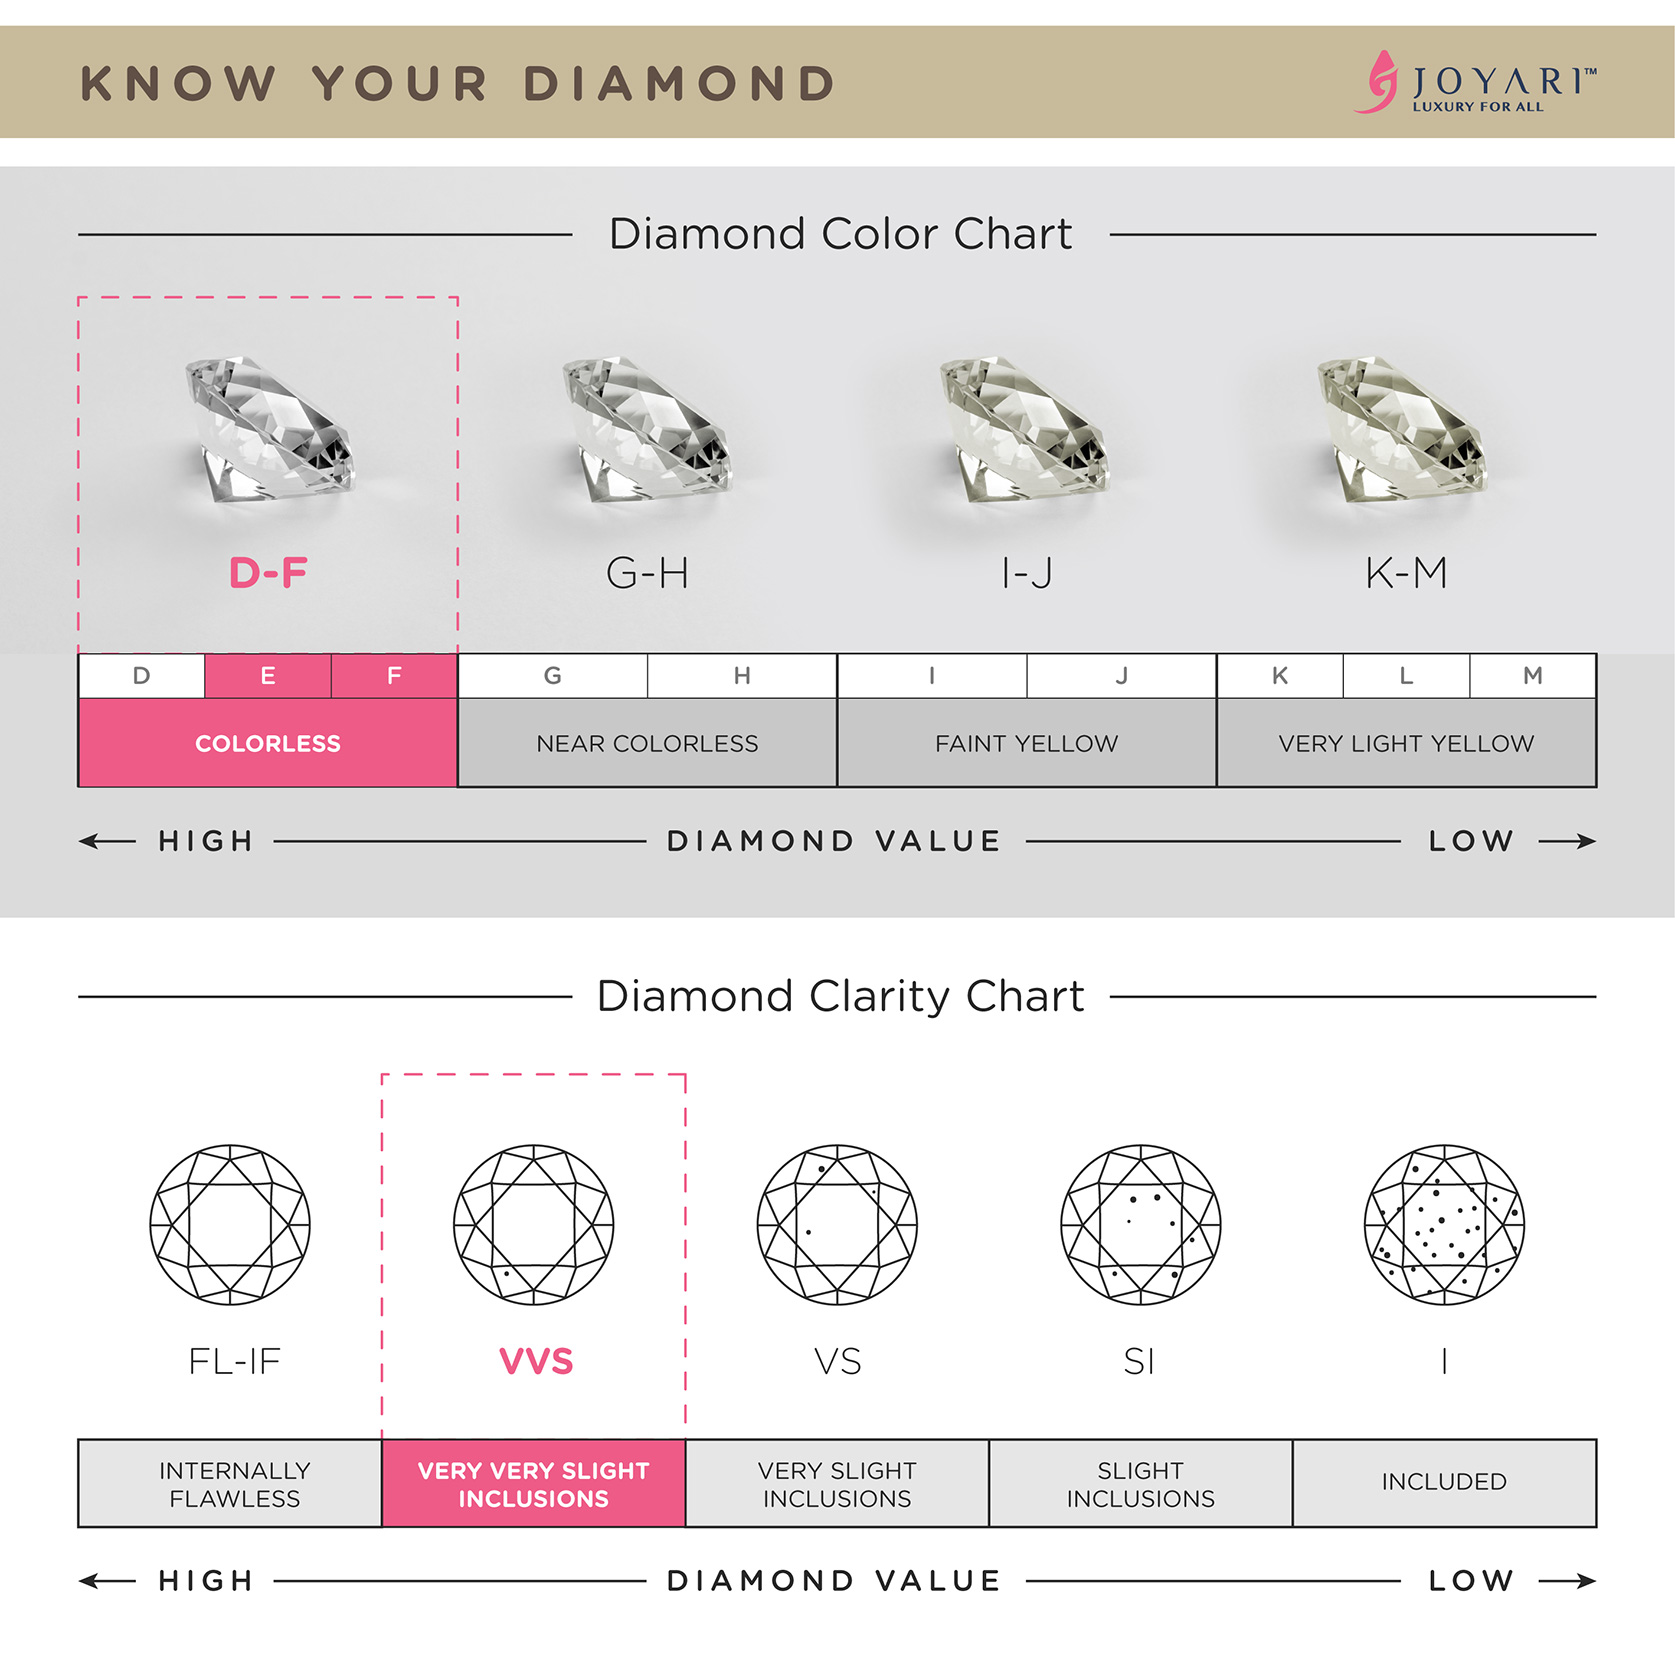 KNOW YOUR DIAMOND
JOYARI™
LUXURY FOR ALL
Diamond Color Chart
D-F
G-H
I-J
K-M
D E F G H I J K L M
COLORLESS
NEAR COLORLESS
FAINT YELLOW
VERY LIGHT YELLOW
HIGH DIAMOND VALUE LOW
Diamond Clarity Chart
FL-IF
VVS
VS
SI
I
INTERNALLY
FLAWLESS
VERY VERY SLIGHT
INCLUSIONS
VERY SLIGHT
INCLUSIONS
SLIGHT
INCLUSIONS
INCLUDED
HIGH DIAMOND VALUE LOW